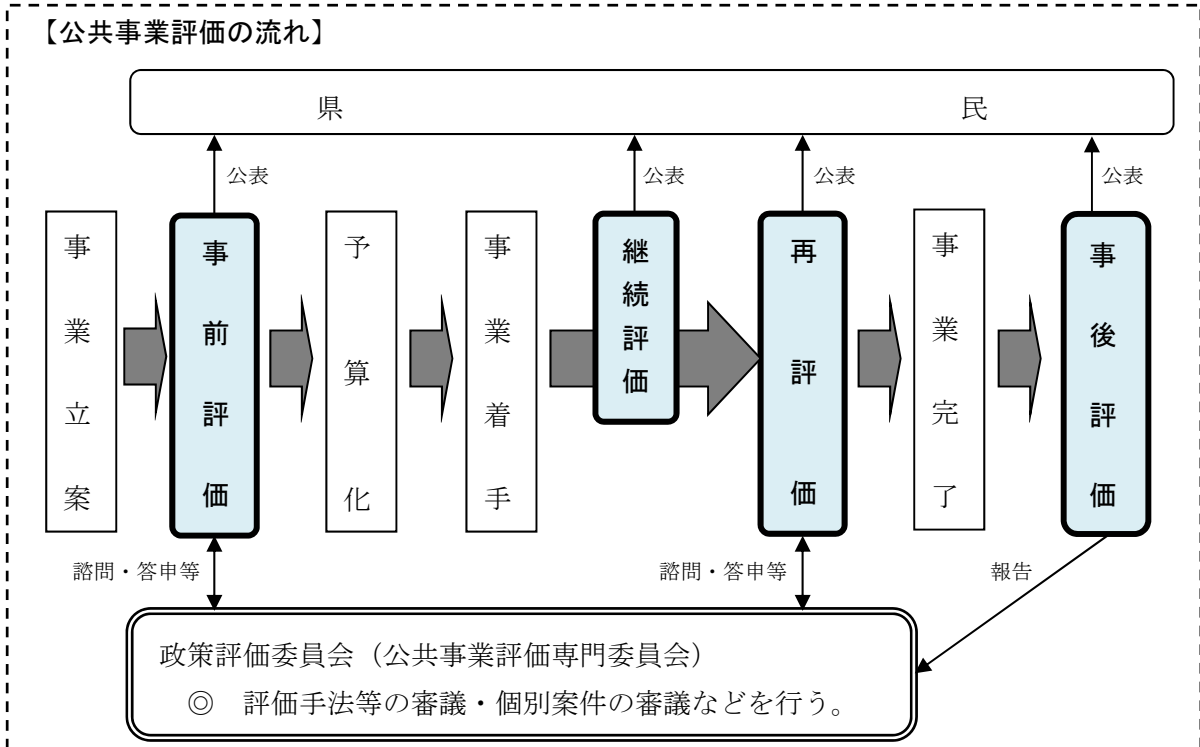 【公共事業評価の流れ】
県民
公表
公表
公表
公表
事業立案
事前評価
予算化
事業着手
継続評価
再評価
事業完了
事後評価
諮問・答申等
諮問・答申等
報告
政策評価委員会（公共事業評価専門委員会）
◎ 評価手法等の審議・個別案件の審議などを行う。